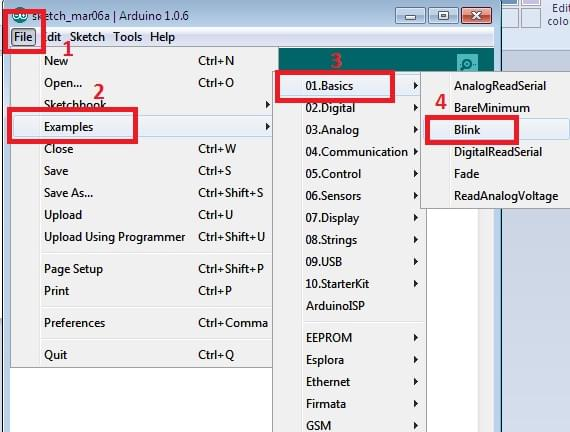 sketch_mar06a | Arduino 1.0.6
File Edit Sketch Tools Help
1
New Ctrl+N
Open... Ctrl+O
2
Sketchbook
Examples
Close Ctrl+W
Save Ctrl+S
Save As... Ctrl+Shift+S
Upload Ctrl+U
Upload Using Programmer Ctrl+Shift+U
Page Setup Ctrl+Shift+P
Print Ctrl+P
Preferences Ctrl+Comma
Quit Ctrl+Q
3
01.Basics
02.Digital
03.Analog
04.Communication
05.Control
06.Sensors
07.Display
08.Strings
09.USB
10.StarterKit
ArduinoISP
EEPROM
Esplora
Ethernet
Firmata
GSM
AnalogReadSerial
4
BareMinimum
Blink
DigitalReadSerial
Fade
ReadAnalogVoltage
Edit
colo